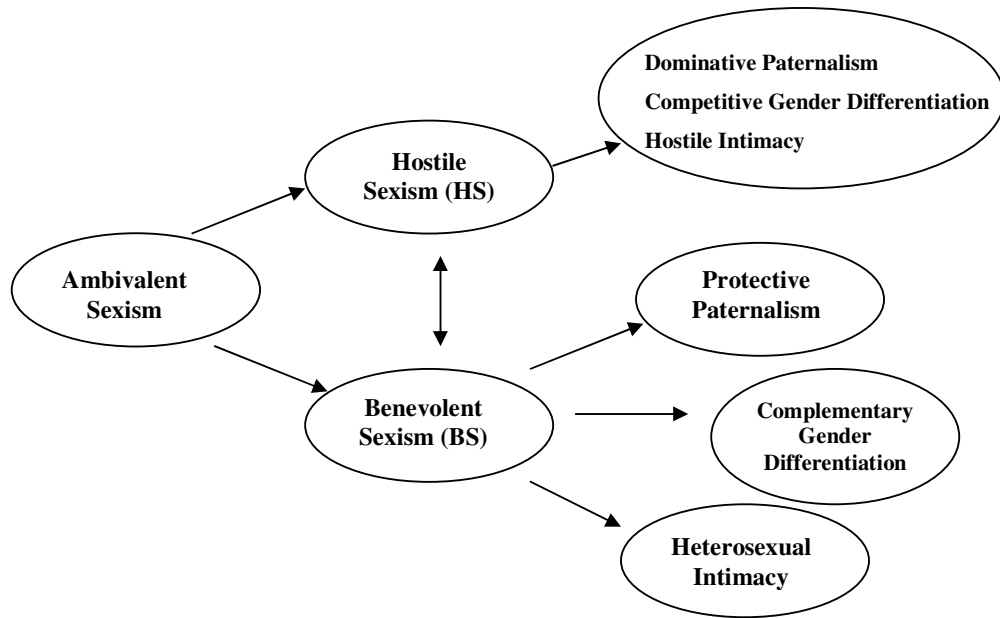 Dominative Paternalism
Competitive Gender Differentiation
Hostile Intimacy
Hostile
Sexism (HS)
Ambivalent
Sexism
Protective
Paternalism
Benevolent
Sexism (BS)
Complementary
Gender
Differentiation
Heterosexual
Intimacy